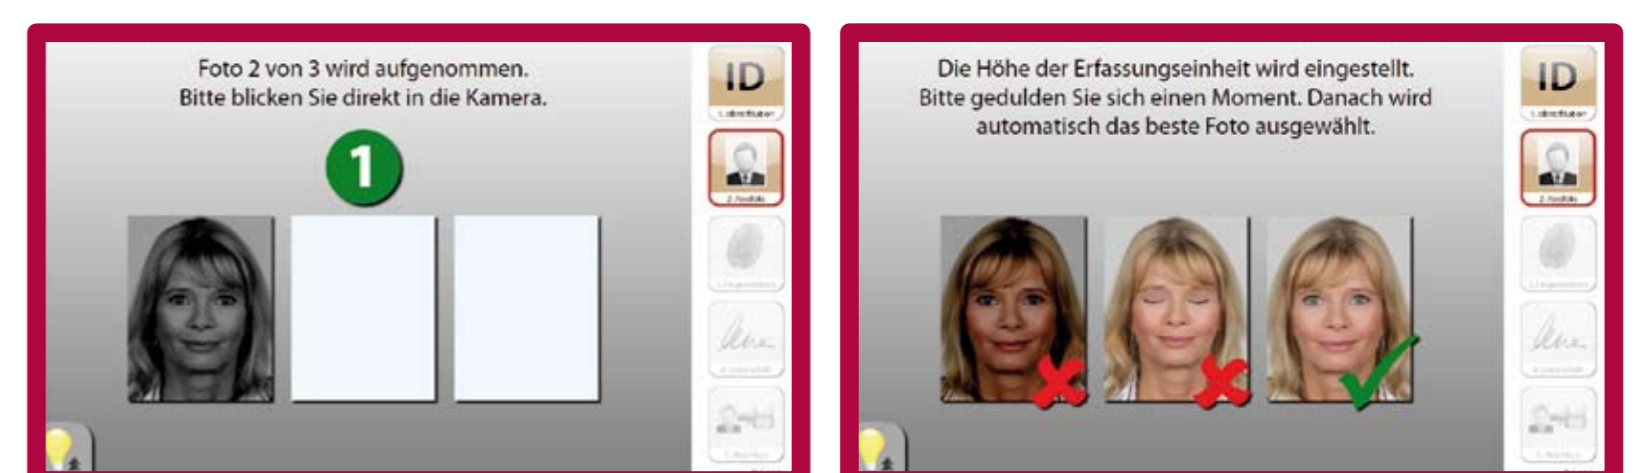 Foto 2 von 3 wird aufgenommen.
Bitte blicken Sie direkt in die Kamera.
1
ID
Die Höhe der Erfassungseinheit wird eingestellt.
Bitte gedulden Sie sich einen Moment. Danach wird
automatisch das beste Foto ausgewählt.
ID